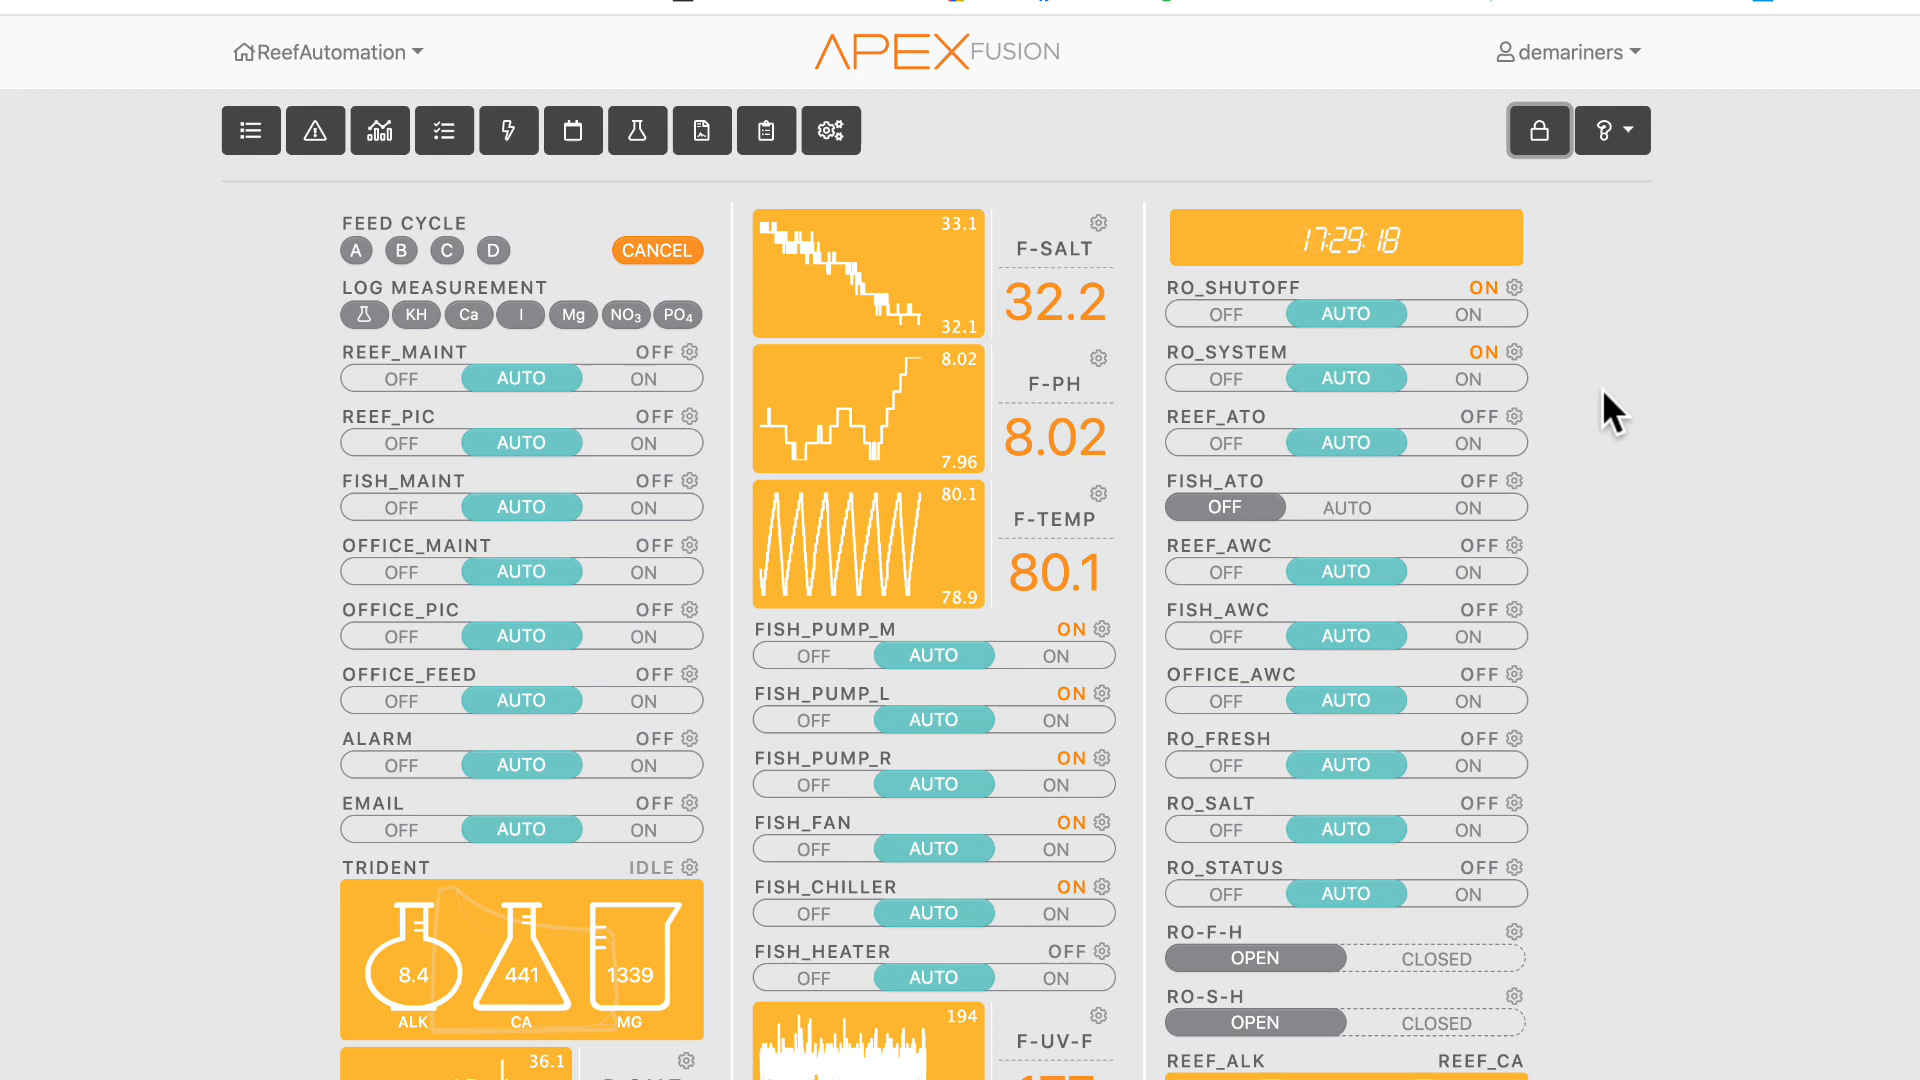 ReefAutomation
APEX FUSION
demariners
FEED CYCLE
A B C D CANCEL
LOG MEASUREMENT
KH Ca I Mg NO3 PO4
REEF_MAINT OFF
OFF AUTO ON
REEF_PIC OFF
OFF AUTO ON
FISH_MAINT OFF
OFF AUTO ON
OFFICE_MAINT OFF
OFF AUTO ON
OFFICE_PIC OFF
OFF AUTO ON
OFFICE_FEED OFF
OFF AUTO ON
ALARM OFF
OFF AUTO ON
EMAIL OFF
OFF AUTO ON
TRIDENT IDLE
8.4 441 1339
ALK CA MG
36.1
33.1
F-SALT
32.2
32.1
8.02
F-PH
8.02
7.96
80.1
F-TEMP
80.1
78.9
FISH_PUMP_M ON
OFF AUTO ON
FISH_PUMP_L ON
OFF AUTO ON
FISH_PUMP_R ON
OFF AUTO ON
FISH_FAN ON
OFF AUTO ON
FISH_CHILLER ON
OFF AUTO ON
FISH_HEATER OFF
OFF AUTO ON
194
F-UV-F
17:29:18
RO_SHUTOFF ON
OFF AUTO ON
RO_SYSTEM ON
OFF AUTO ON
REEF_ATO OFF
OFF AUTO ON
FISH_ATO OFF
OFF AUTO ON
REEF_AWC OFF
OFF AUTO ON
FISH_AWC OFF
OFF AUTO ON
OFFICE_AWC OFF
OFF AUTO ON
RO_FRESH OFF
OFF AUTO ON
RO_SALT OFF
OFF AUTO ON
RO_STATUS OFF
OFF AUTO ON
RO-F-H
OPEN CLOSED
RO-S-H
OPEN CLOSED
REEF_ALK REEF_CA